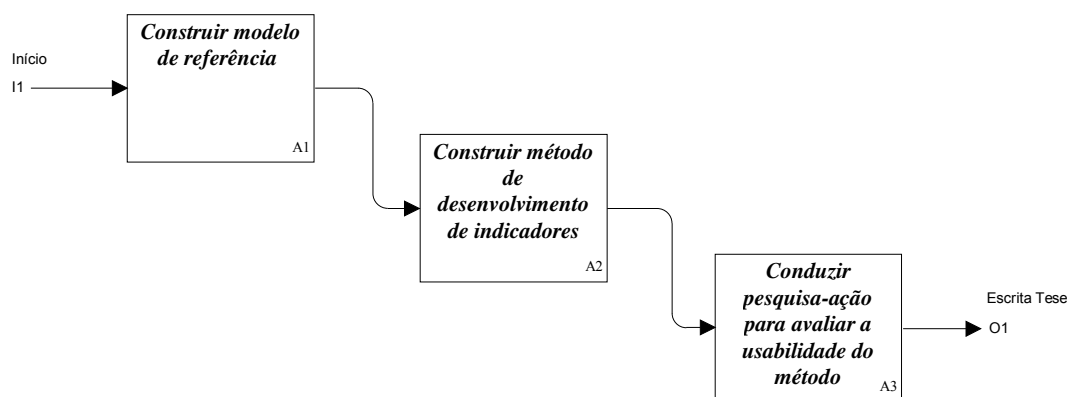 Início
I1
Construir modelo
de referência
A1
Construir método
de
desenvolvimento
de indicadores
A2
Conduzir
pesquisa-ação
para avaliar a
usabilidade do
método
A3
Escrita Tese
O1